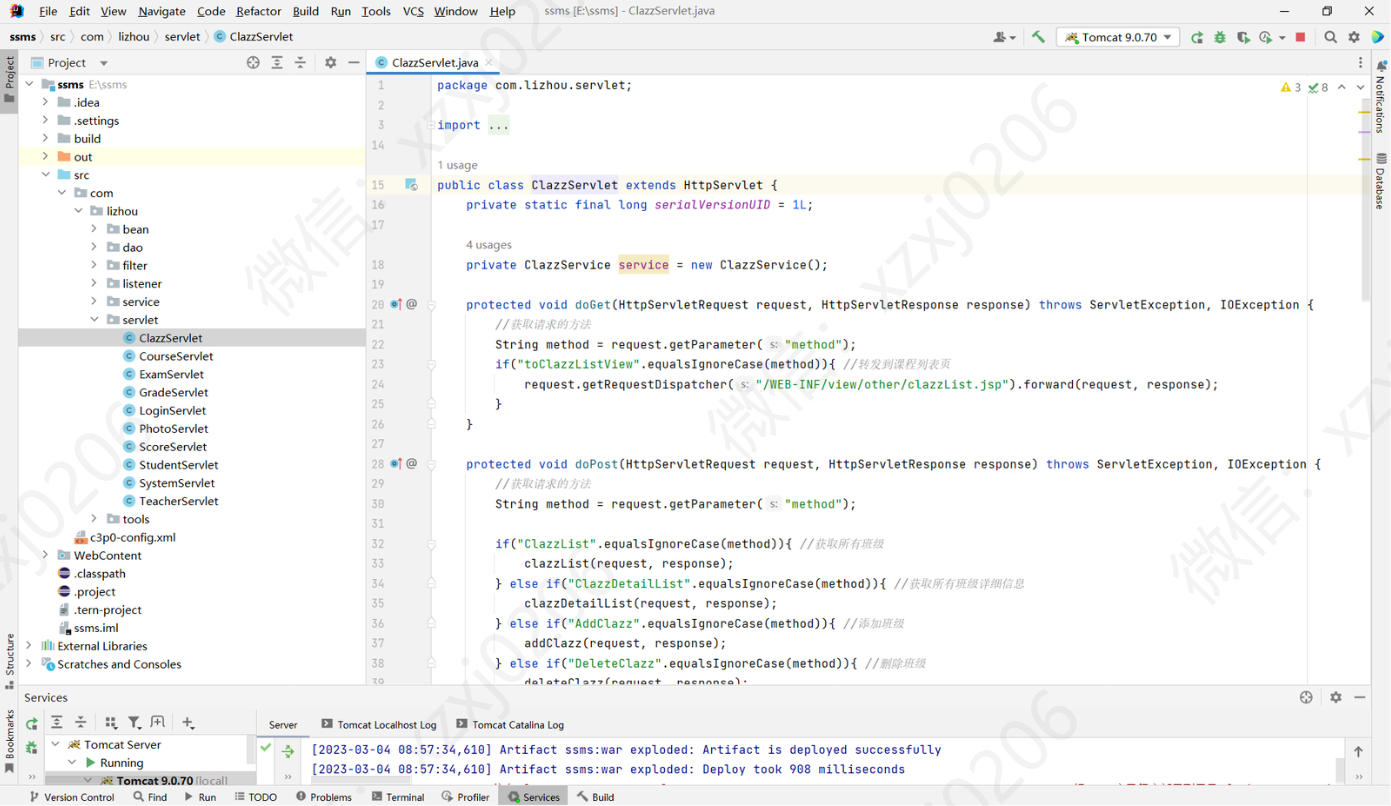 File Edit View Navigate Code Refactor Build Run Tools VCS Window Help ssms [E:\ssms] - ClazzServlet.java
ssms src com lizhou servlet ClazzServlet Tomcat 9.0.70
Project
Project
ClazzServlet.java
ssms E:\ssms
.idea
.settings
build
out
src
com
lizhou
bean
dao
filter
listener
service
servlet
ClazzServlet
CourseServlet
ExamServlet
GradeServlet
LoginServlet
PhotoServlet
ScoreServlet
StudentServlet
SystemServlet
TeacherServlet
tools
c3p0-config.xml
WebContent
.classpath
.project
.tern-project
ssms.iml
External Libraries
Scratches and Consoles
3 8
1 package com.lizhou.servlet;
2
3 import ...
14
1 usage
15 public class ClazzServlet extends HttpServlet {
16 private static final long serialVersionUID = 1L;
17
4 usages
18 private ClazzService service = new ClazzService();
19
20 @ protected void doGet(HttpServletRequest request, HttpServletResponse response) throws ServletException, IOException {
21 //获取请求的方法
22 String method = request.getParameter( s: "method");
23 if("toClazzListView".equalsIgnoreCase(method)){ //转发到课程列表页
24 request.getRequestDispatcher( s: "/WEB-INF/view/other/clazzList.jsp").forward(request, response);
25 }
26 }
27
28 @ protected void doPost(HttpServletRequest request, HttpServletResponse response) throws ServletException, IOException {
29 //获取请求的方法
30 String method = request.getParameter( s: "method");
31
32 if("ClazzList".equalsIgnoreCase(method)){ //获取所有班级
33 clazzList(request, response);
34 } else if("ClazzDetailList".equalsIgnoreCase(method)){ //获取所有班级详细信息
35 clazzDetailList(request, response);
36 } else if("AddClazz".equalsIgnoreCase(method)){ //添加班级
37 addClazz(request, response);
38 } else if("DeleteClazz".equalsIgnoreCase(method)){ //删除班级
39 deleteClazz(request, response);
Notifications
Database
Structure
Bookmarks
Services
Server Tomcat Localhost Log Tomcat Catalina Log
Tomcat Server
Running
Tomcat 9.0.70 [local]
[2023-03-04 08:57:34,610] Artifact ssms:war exploded: Artifact is deployed successfully
[2023-03-04 08:57:34,610] Artifact ssms:war exploded: Deploy took 908 milliseconds
Version Control Find Run TODO Problems Terminal Profiler Services Build
微信: xzxj0206
微信: xzxj0206
微信: xzxj0206